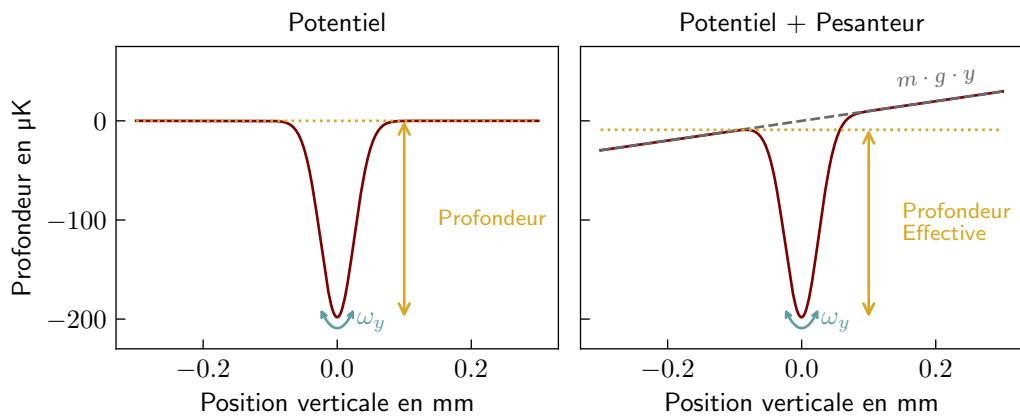 Potentiel
Potentiel + Pesanteur
Profondeur en µK
0
−100
−200
−0.2
0.0
0.2
Position verticale en mm
Profondeur
ω_y
m · g · y
Profondeur
Effective
ω_y
−0.2
0.0
0.2
Position verticale en mm